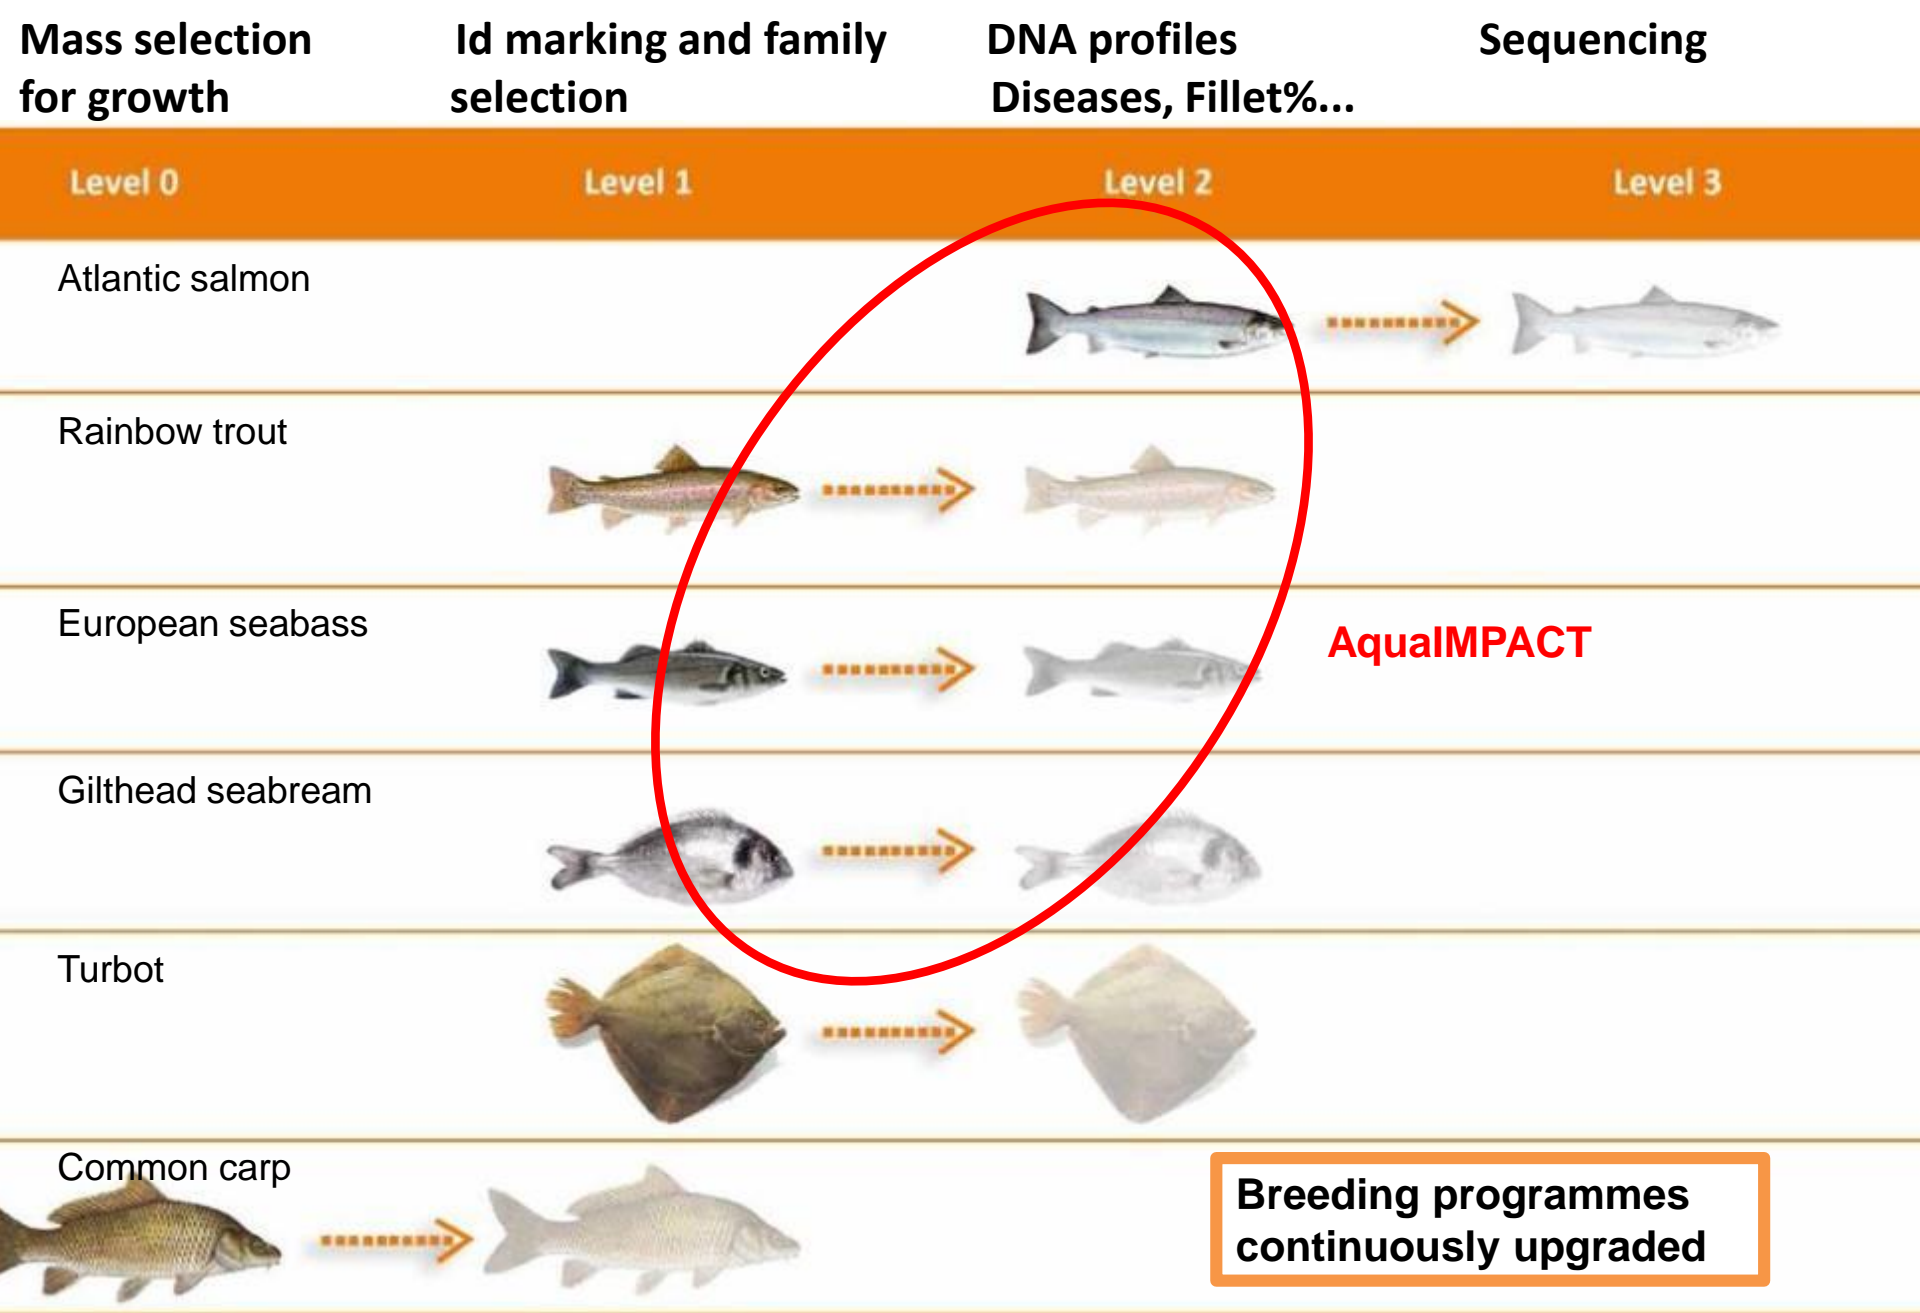 Mass selection
for growth
Id marking and family
selection
DNA profiles
Diseases, Fillet%...
Sequencing
Level 0
Level 1
Level 2
Level 3
Atlantic salmon
Rainbow trout
European seabass
AquaIMPACT
Gilthead seabream
Turbot
Common carp
Breeding programmes
continuously upgraded